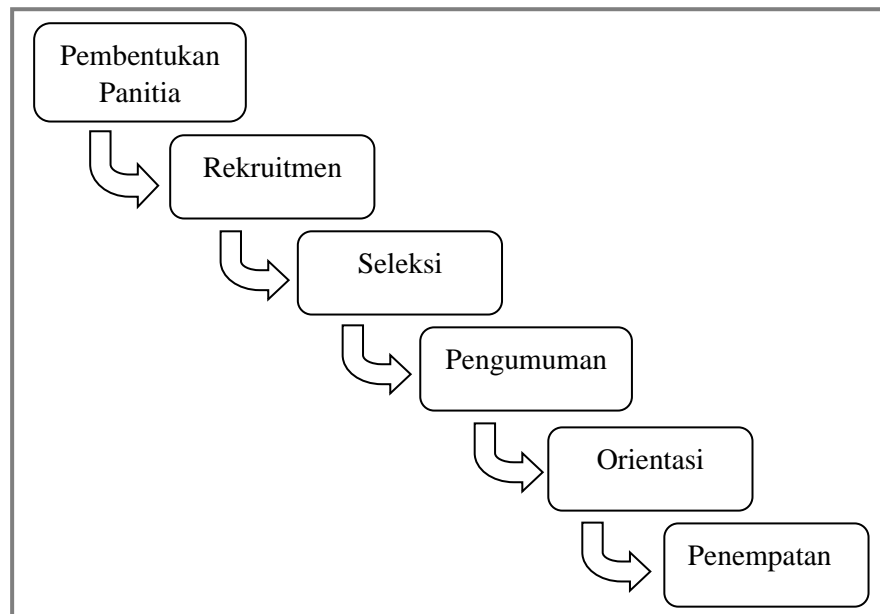 Pembentukan
Panitia
Rekruitmen
Seleksi
Pengumuman
Orientasi
Penempatan